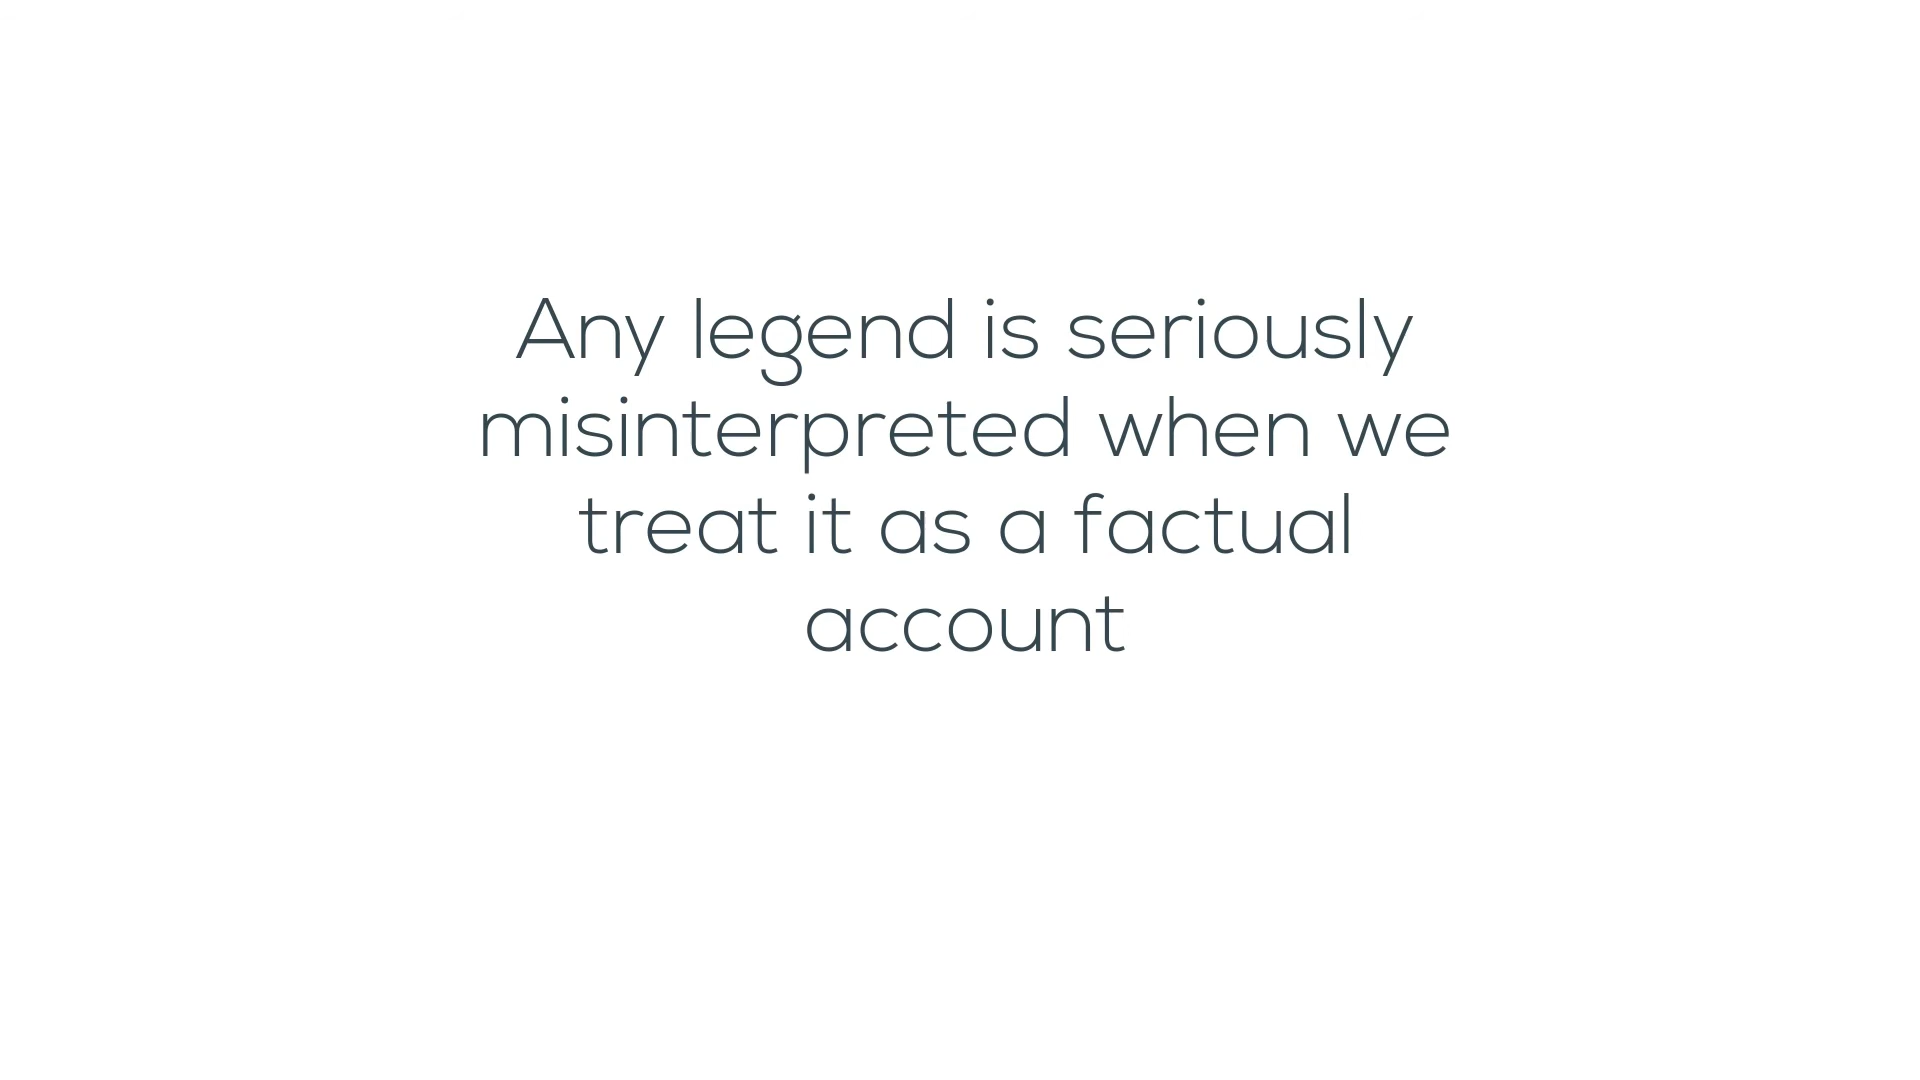 Any legend is seriously
misinterpreted when we
treat it as a factual
account